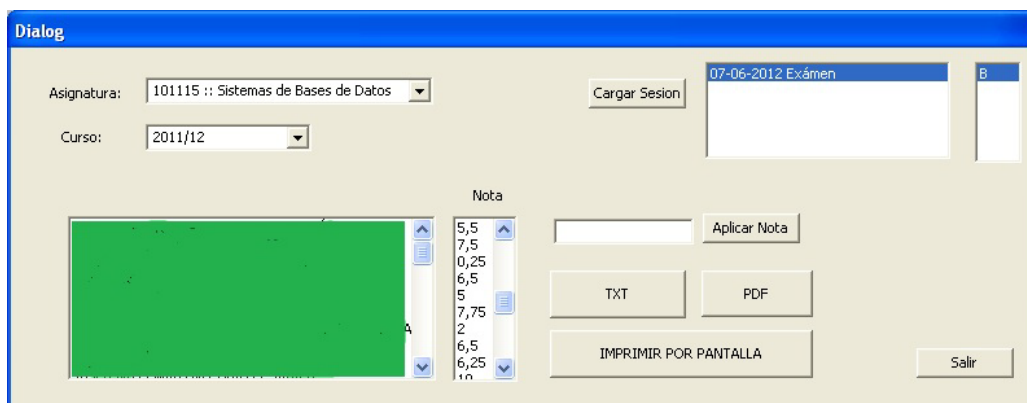 Dialog
Asignatura:
101115 :: Sistemas de Bases de Datos
Cargar Sesion
07-06-2012 Exámen
B
Curso:
2011/12
Nota
5,5
7,5
0,25
6,5
5
7,75
2
6,5
6,25
10
A
Aplicar Nota
TXT
PDF
IMPRIMIR POR PANTALLA
Salir